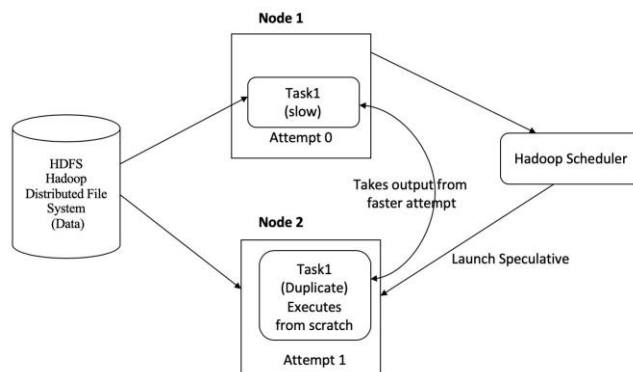 Node 1
Task1
(slow)
Attempt 0
HDFS
Hadoop
Distributed File
System
(Data)
Hadoop Scheduler
Takes output from
faster attempt
Node 2
Launch Speculative
Task1
(Duplicate)
Executes
from scratch
Attempt 1